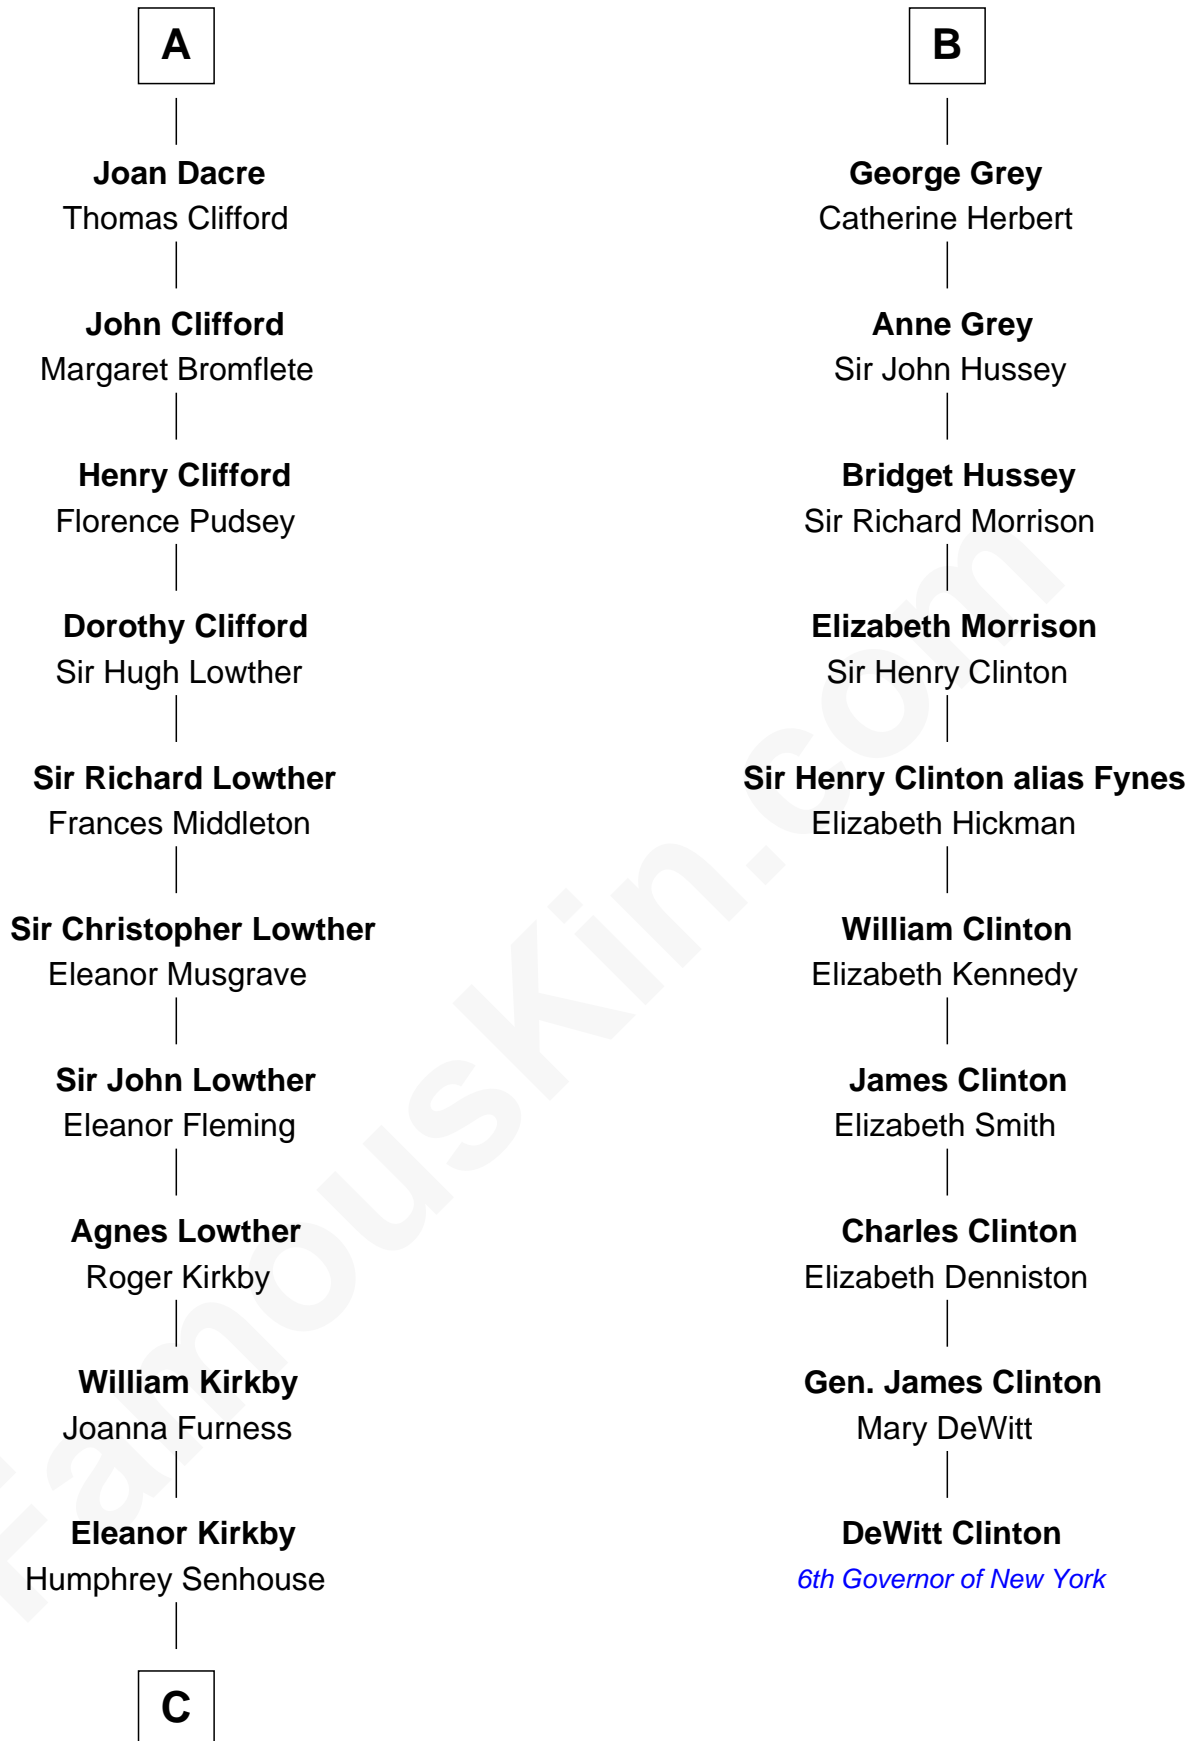 A
Joan Dacre
Thomas Clifford
John Clifford
Margaret Bromflete
Henry Clifford
Florence Pudsey
Dorothy Clifford
Sir Hugh Lowther
Sir Richard Lowther
Frances Middleton
Sir Christopher Lowther
Eleanor Musgrave
Sir John Lowther
Eleanor Fleming
Agnes Lowther
Roger Kirkby
William Kirkby
Joanna Furness
Eleanor Kirkby
Humphrey Senhouse
C
B
George Grey
Catherine Herbert
Anne Grey
Sir John Hussey
Bridget Hussey
Sir Richard Morrison
Elizabeth Morrison
Sir Henry Clinton
Sir Henry Clinton alias Fynes
Elizabeth Hickman
William Clinton
Elizabeth Kennedy
James Clinton
Elizabeth Smith
Charles Clinton
Elizabeth Denniston
Gen. James Clinton
Mary DeWitt
DeWitt Clinton
6th Governor of New York
FamousKin.com